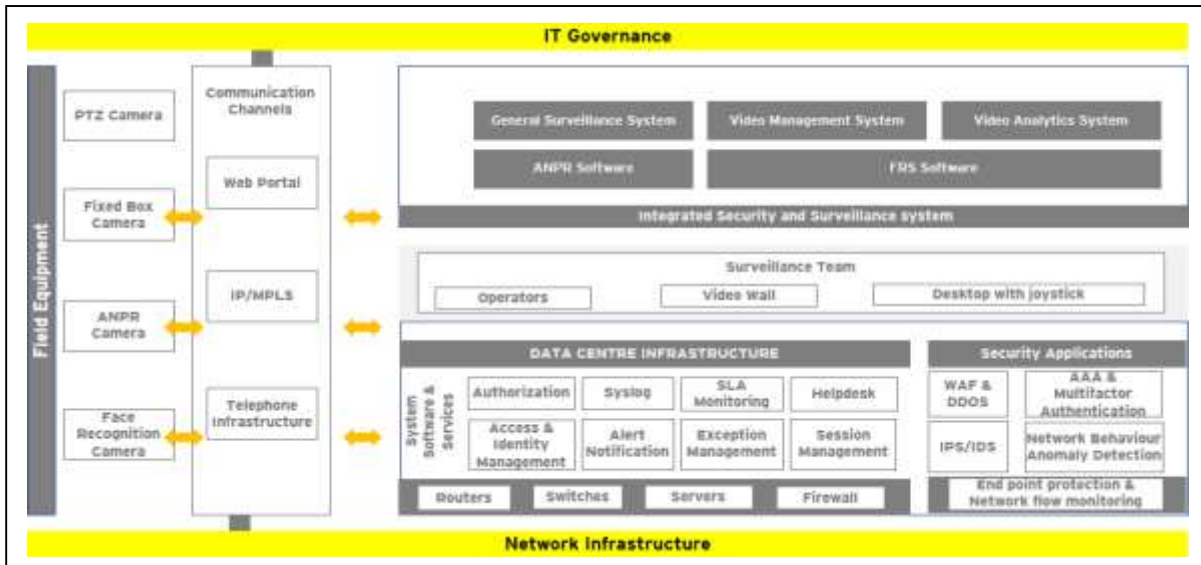 IT Governance
Field Equipment
PTZ Camera
Fixed Box
Camera
ANPR
Camera
Face
Recognition
Camera
Communication
Channels
Web Portal
IP/MPLS
Telephone
Infrastructure
General Surveillance System
Video Management System
Video Analytics System
ANPR Software
FRS Software
Integrated Security and Surveillance system
Surveillance Team
Operators
Video Wall
Desktop with joystick
DATA CENTRE INFRASTRUCTURE
System
Software &
Services
Authorization
Syslog
SLA
Monitoring
Helpdesk
Access &
Identity
Management
Alert
Notification
Exception
Management
Session
Management
Routers
Switches
Servers
Firewall
Security Applications
WAF &
DDOS
AAA &
Multifactor
Authentication
IPS/IDS
Network Behaviour
Anomaly Detection
End point protection &
Network flow monitoring
Network Infrastructure